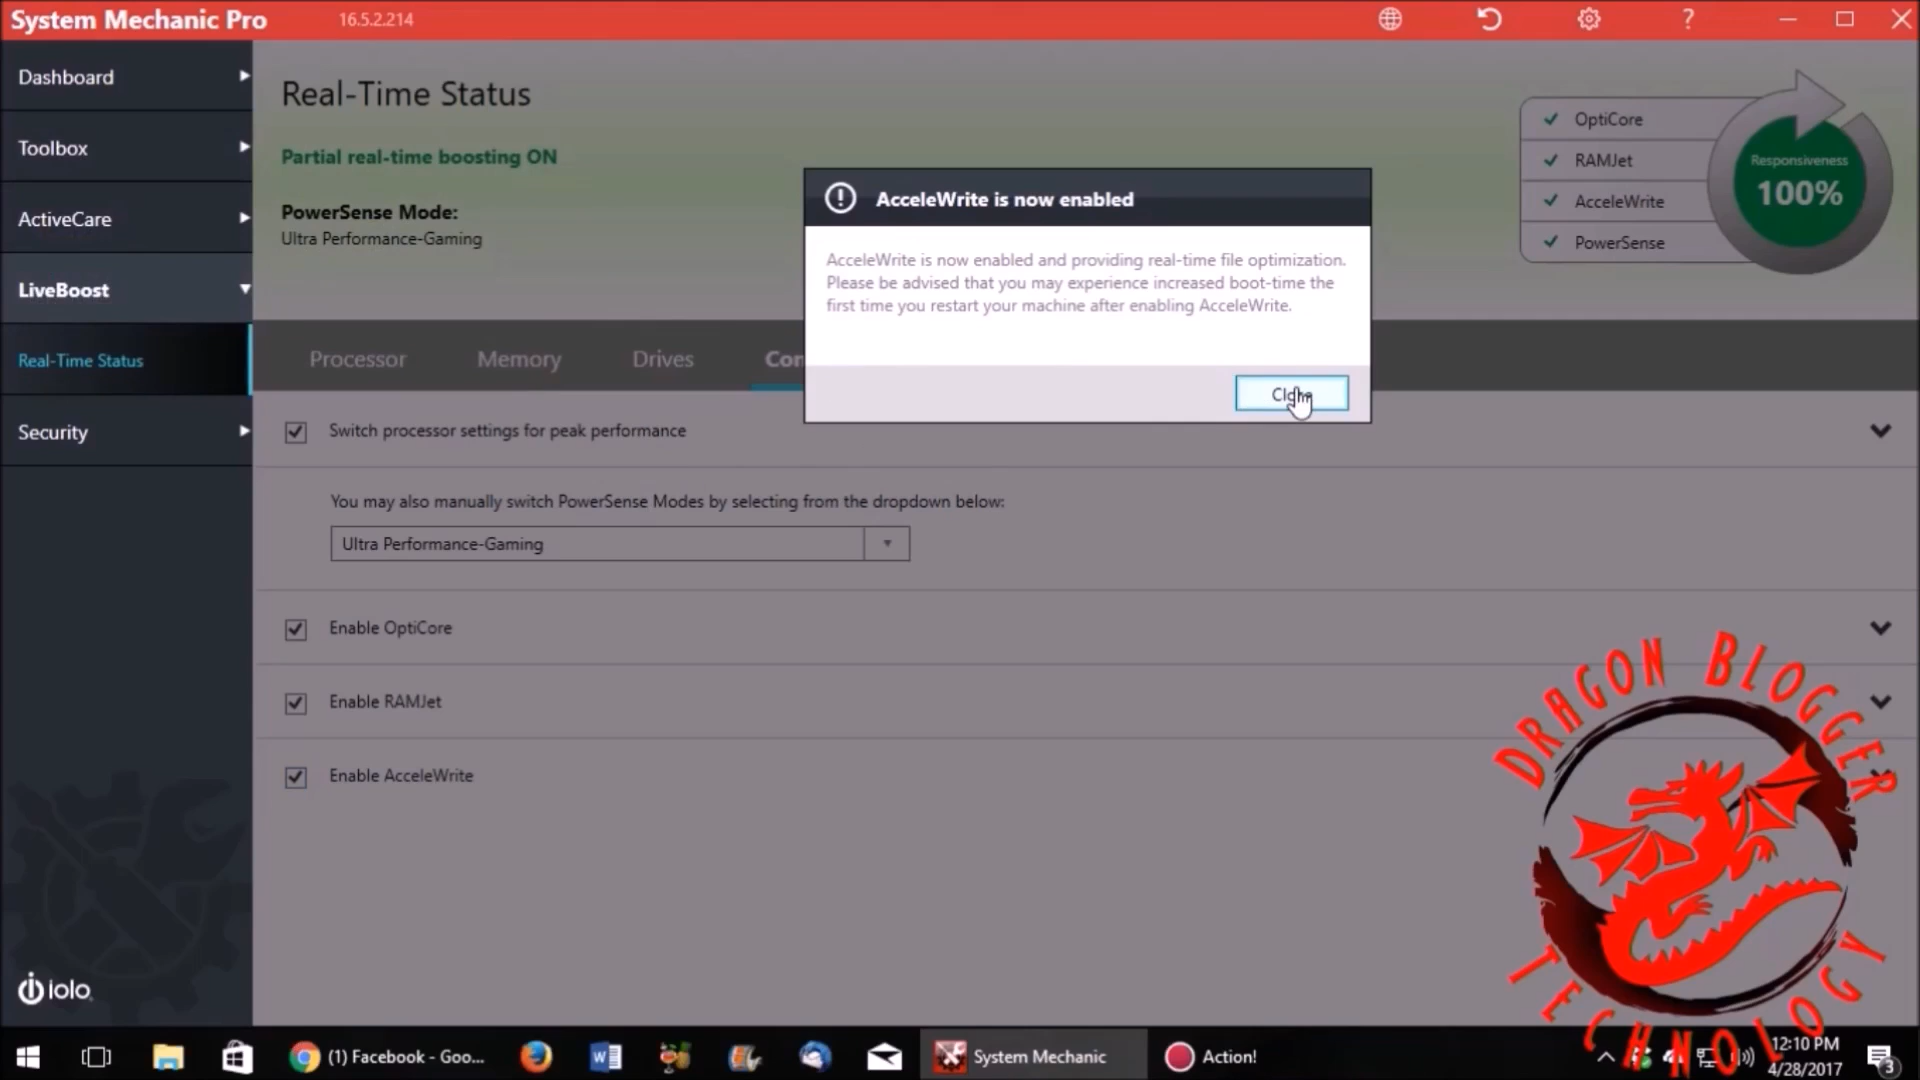 System Mechanic Pro
16.5.2.214
?
Dashboard
Toolbox
ActiveCare
LiveBoost
Real-Time Status
Security
iolo
Real-Time Status
Partial real-time boosting ON
PowerSense Mode:
Ultra Performance-Gaming
OptiCore
RAMJet
AcceleWrite
PowerSense
Responsiveness
100%
AcceleWrite is now enabled
AcceleWrite is now enabled and providing real-time file optimization.
Please be advised that you may experience increased boot-time the
first time you restart your machine after enabling AcceleWrite.
Processor Memory Drives
Switch processor settings for peak performance
You may also manually switch PowerSense Modes by selecting from the dropdown below:
Ultra Performance-Gaming
Enable OptiCore
Enable RAMJet
Enable AcceleWrite
DRAGON BLOGGER
TECHNOLOGY
(1) Facebook - Goo...
System Mechanic
Action!
12:10 PM
4/28/2017
3